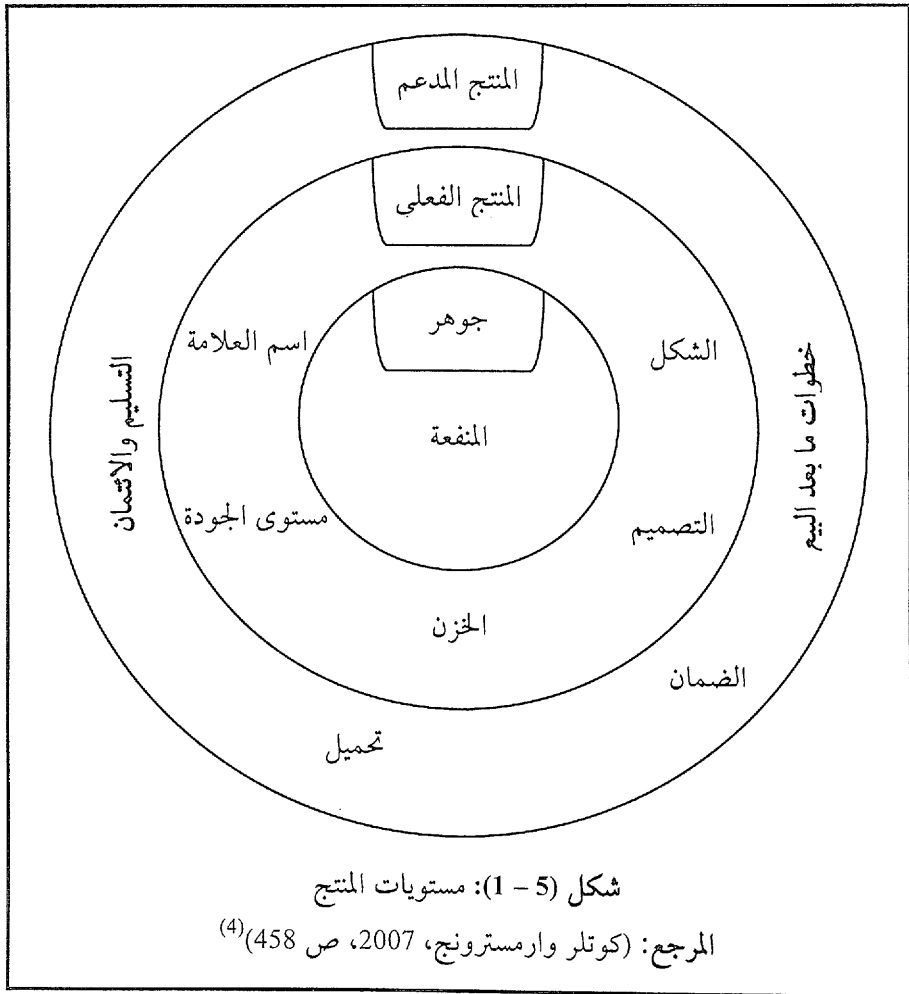 المنتج المدعم
المنتج الفعلي
جوهر
المنفعة
الشكل
اسم العلامة
التصميم
مستوى الجودة
الخزن
خطوات ما بعد البيع
التسليم والائتمان
الضمان
تحميل
شكل (5 – 1): مستويات المنتج
المرجع: (كوتلر وارمسترونج، 2007، ص 458)(4)